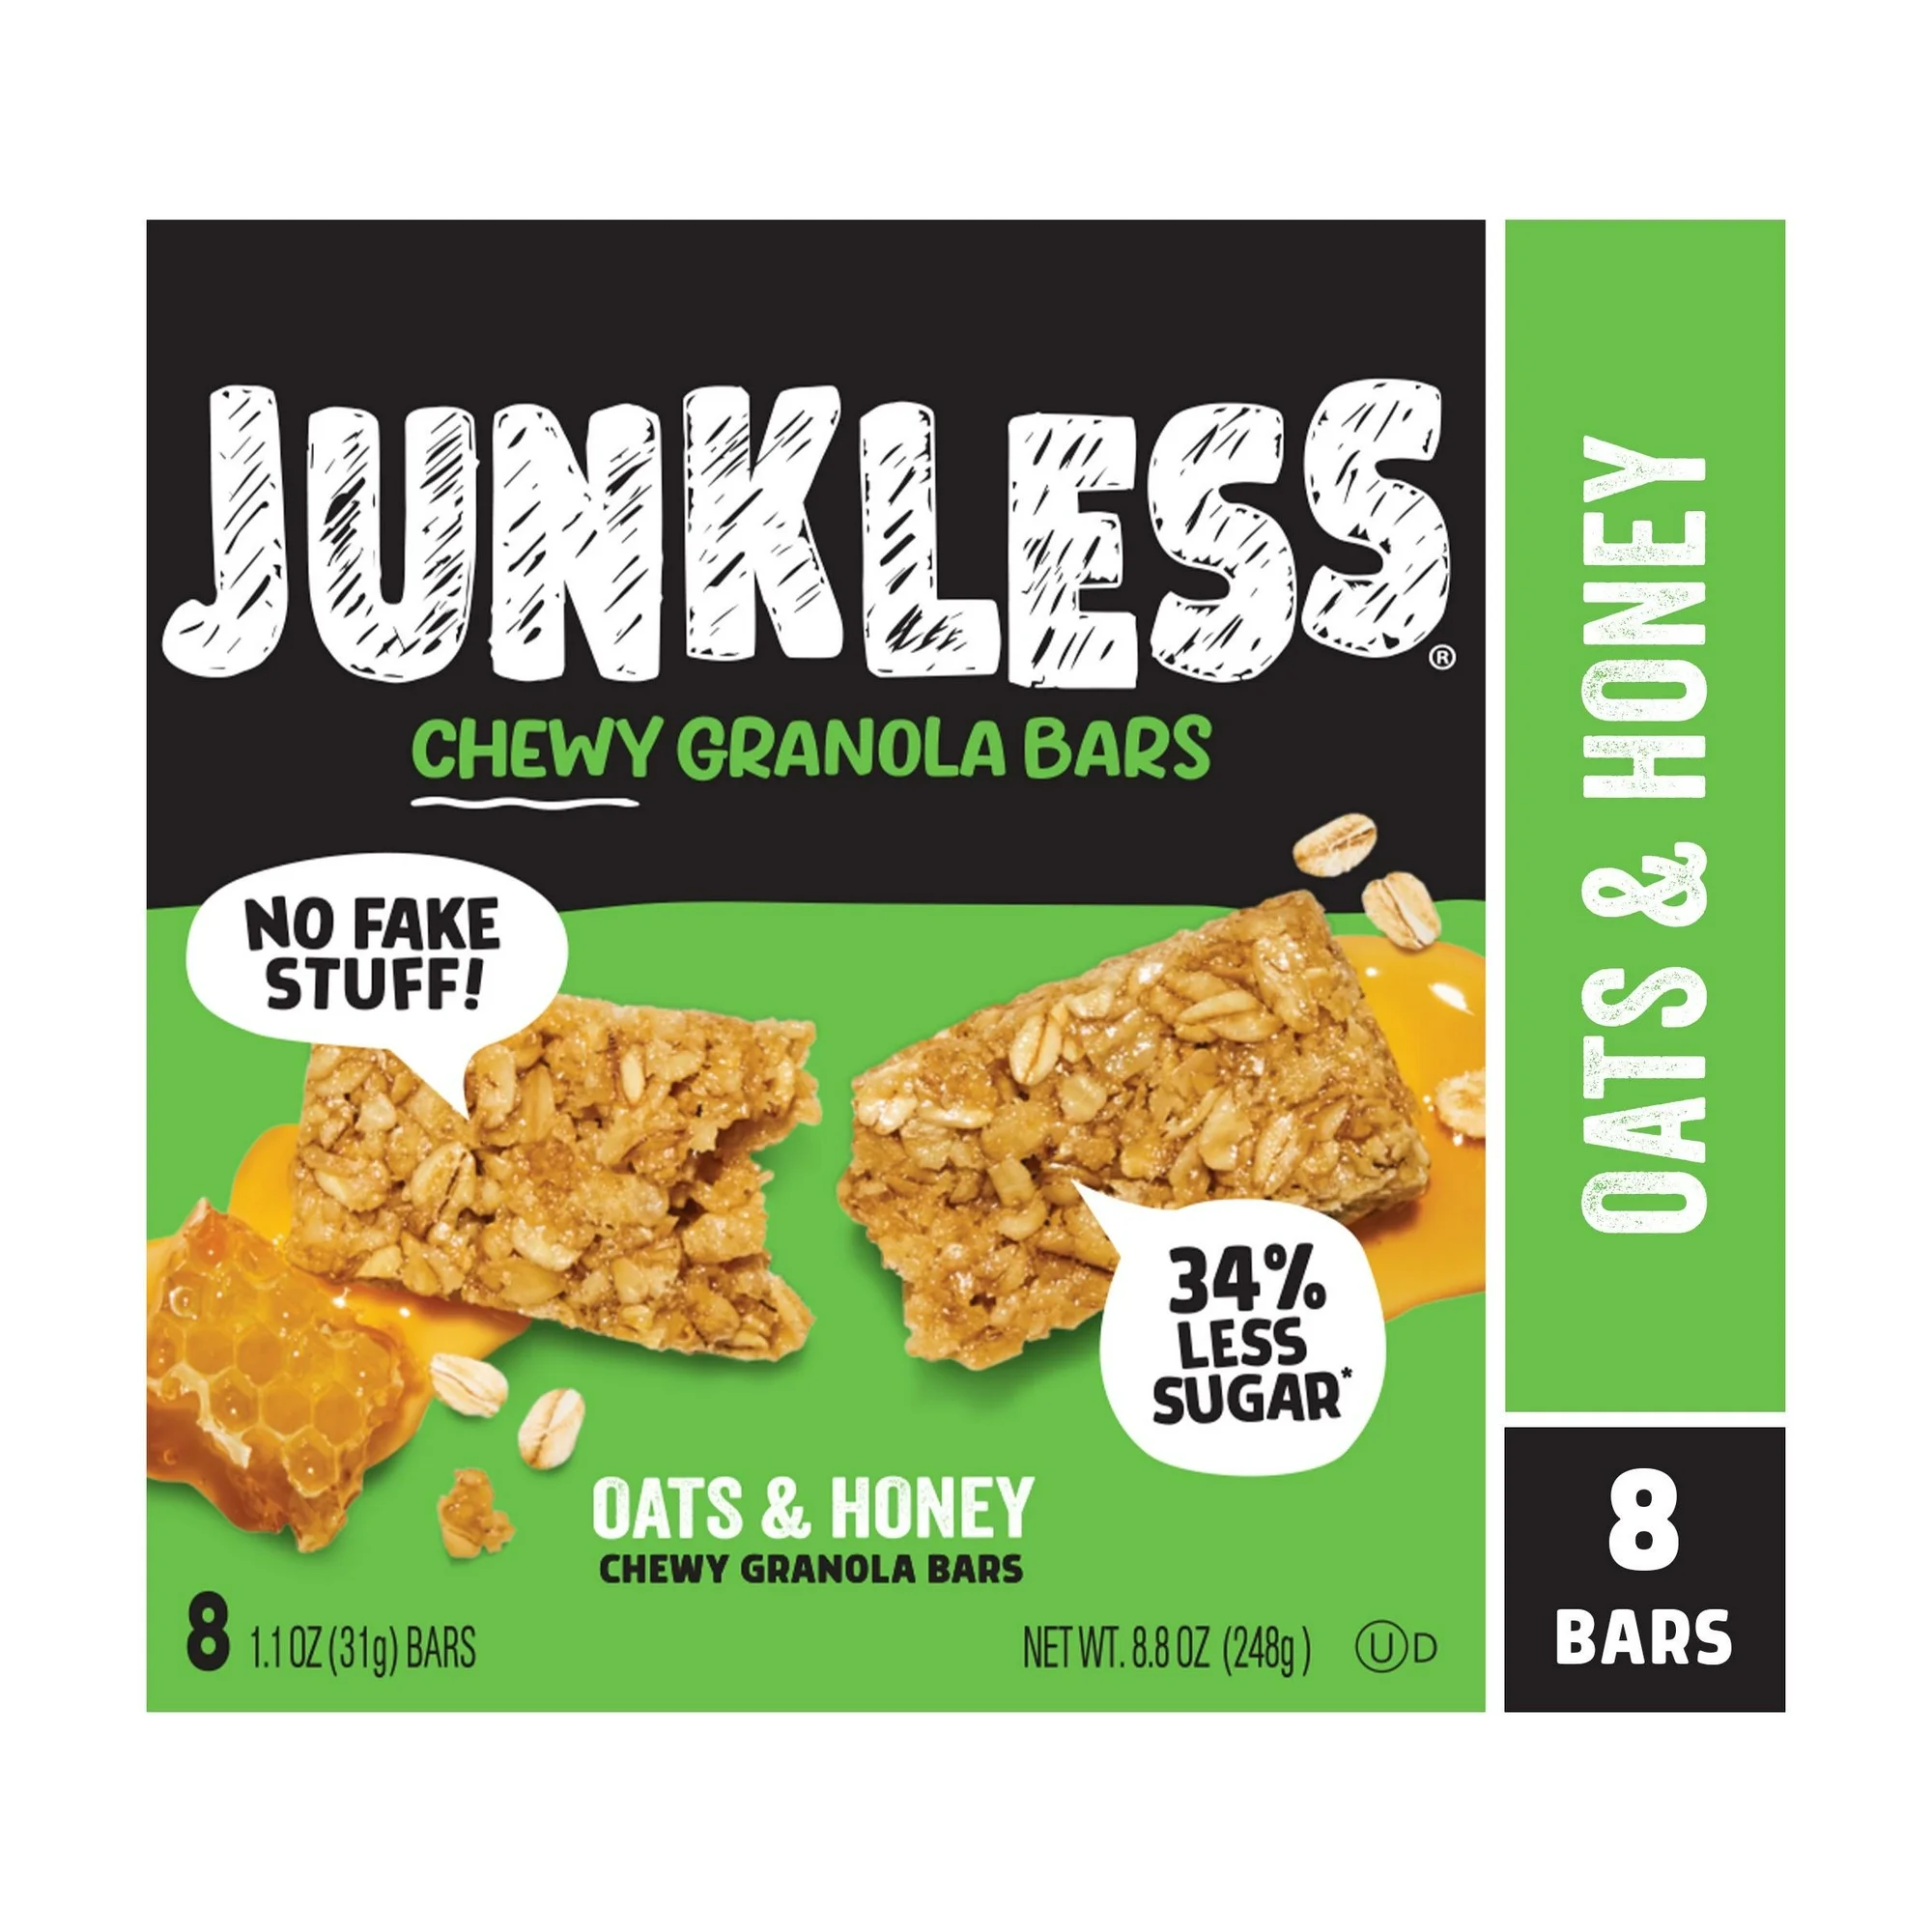 JUNKLESS®
CHEWY GRANOLA BARS
NO FAKE
STUFF!
34%
LESS
SUGAR*
OATS & HONEY
CHEWY GRANOLA BARS
8 1.1 OZ (31g) BARS
NET WT. 8.8 OZ (248g) Ⓤ D
OATS & HONEY
8
BARS